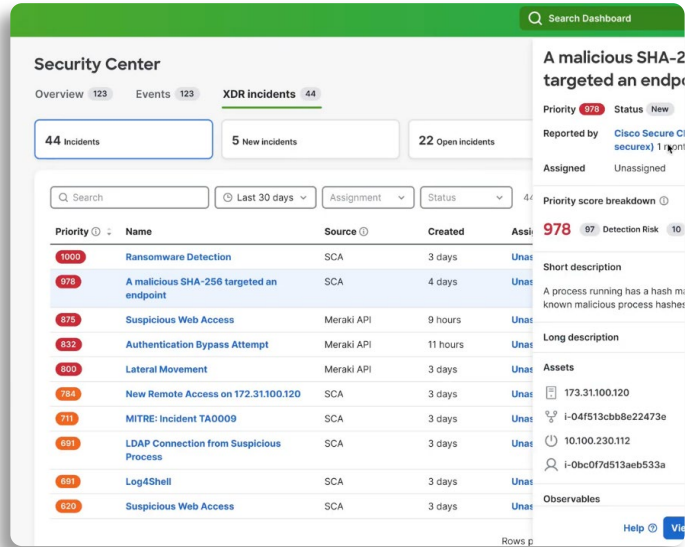 Search Dashboard
Security Center
Overview 123 Events 123 XDR incidents 44
44 Incidents
5 New incidents
22 Open incidents
Search
Last 30 days
Assignment
Status
Priority Name Source Created
1000 Ransomware Detection SCA 3 days
978 A malicious SHA-256 targeted an
endpoint SCA 4 days
875 Suspicious Web Access Meraki API 9 hours
832 Authentication Bypass Attempt Meraki API 11 hours
800 Lateral Movement Meraki API 3 days
784 New Remote Access on 172.31.100.120 SCA 3 days
711 MITRE: Incident TA0009 SCA 3 days
691 LDAP Connection from Suspicious
Process SCA 3 days
691 Log4Shell SCA 3 days
620 Suspicious Web Access SCA 3 days
Rows
A malicious
targeted an
Priority 978 Status New
Reported by Cisco Secure
securex) 1
Assigned Unassigned
Priority score breakdown
978 97 Detection Risk 10
Short description
A process running has a hash
known malicious process hashes
Long description
Assets
173.31.100.120
i-04f513cbb8e22473e
10.100.230.112
i-0bc0f7d513aeb533a
Observables
Help